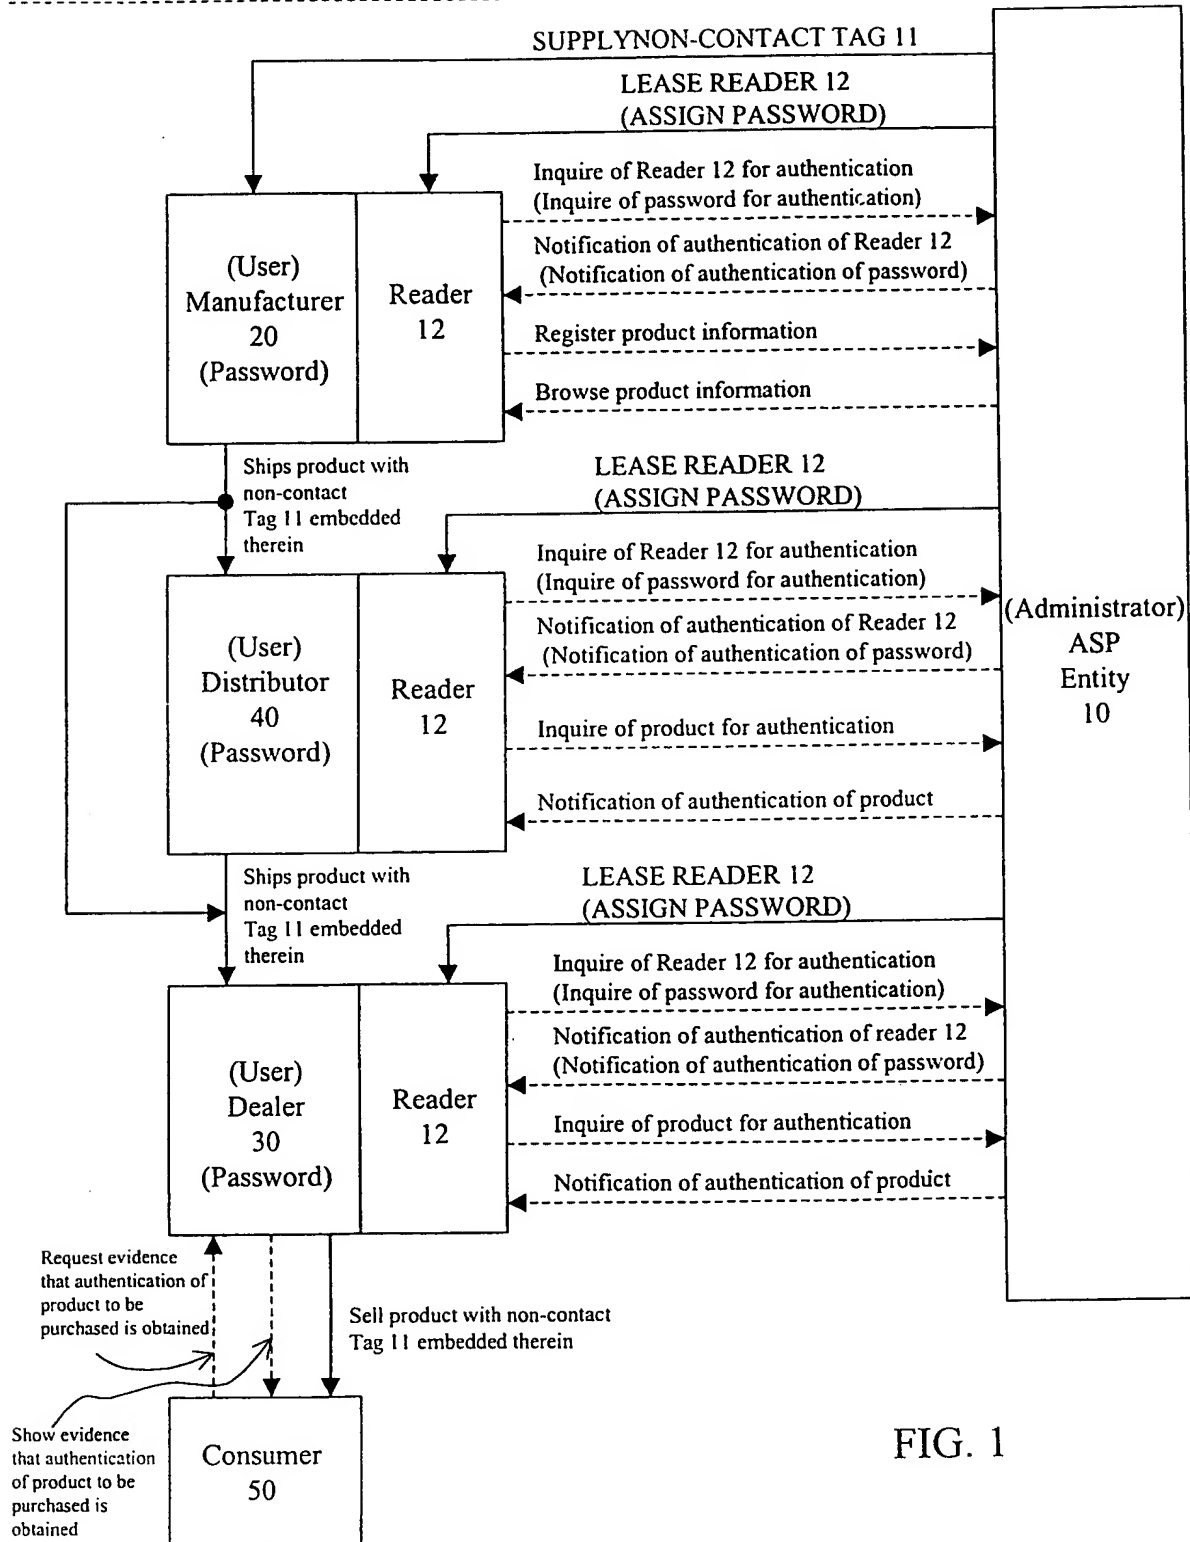 SUPPLYNON-CONTACT TAG 11
LEASE READER 12
(ASSIGN PASSWORD)
Inquire of Reader 12 for authentication
(Inquire of password for authentication)
Notification of authentication of Reader 12
(Notification of authentication of password)
Register product information
Browse product information
(User)
Manufacturer
20
(Password)
Reader
12
Ships product with
non-contact
Tag 11 embedded
therein
LEASE READER 12
(ASSIGN PASSWORD)
Inquire of Reader 12 for authentication
(Inquire of password for authentication)
Notification of authentication of Reader 12
(Notification of authentication of password)
Inquire of product for authentication
Notification of authentication of product
(User)
Distributor
40
(Password)
Reader
12
(Administrator)
ASP
Entity
10
Ships product with
non-contact
Tag 11 embedded
therein
LEASE READER 12
(ASSIGN PASSWORD)
Inquire of Reader 12 for authentication
(Inquire of password for authentication)
Notification of authentication of reader 12
(Notification of authentication of password)
Inquire of product for authentication
Notification of authentication of product
(User)
Dealer
30
(Password)
Reader
12
Request evidence
that authentication of
product to be
purchased is obtained
Sell product with non-contact
Tag 11 embedded therein
Show evidence
that authentication
of product to be
purchased is
obtained
Consumer
50
FIG. 1